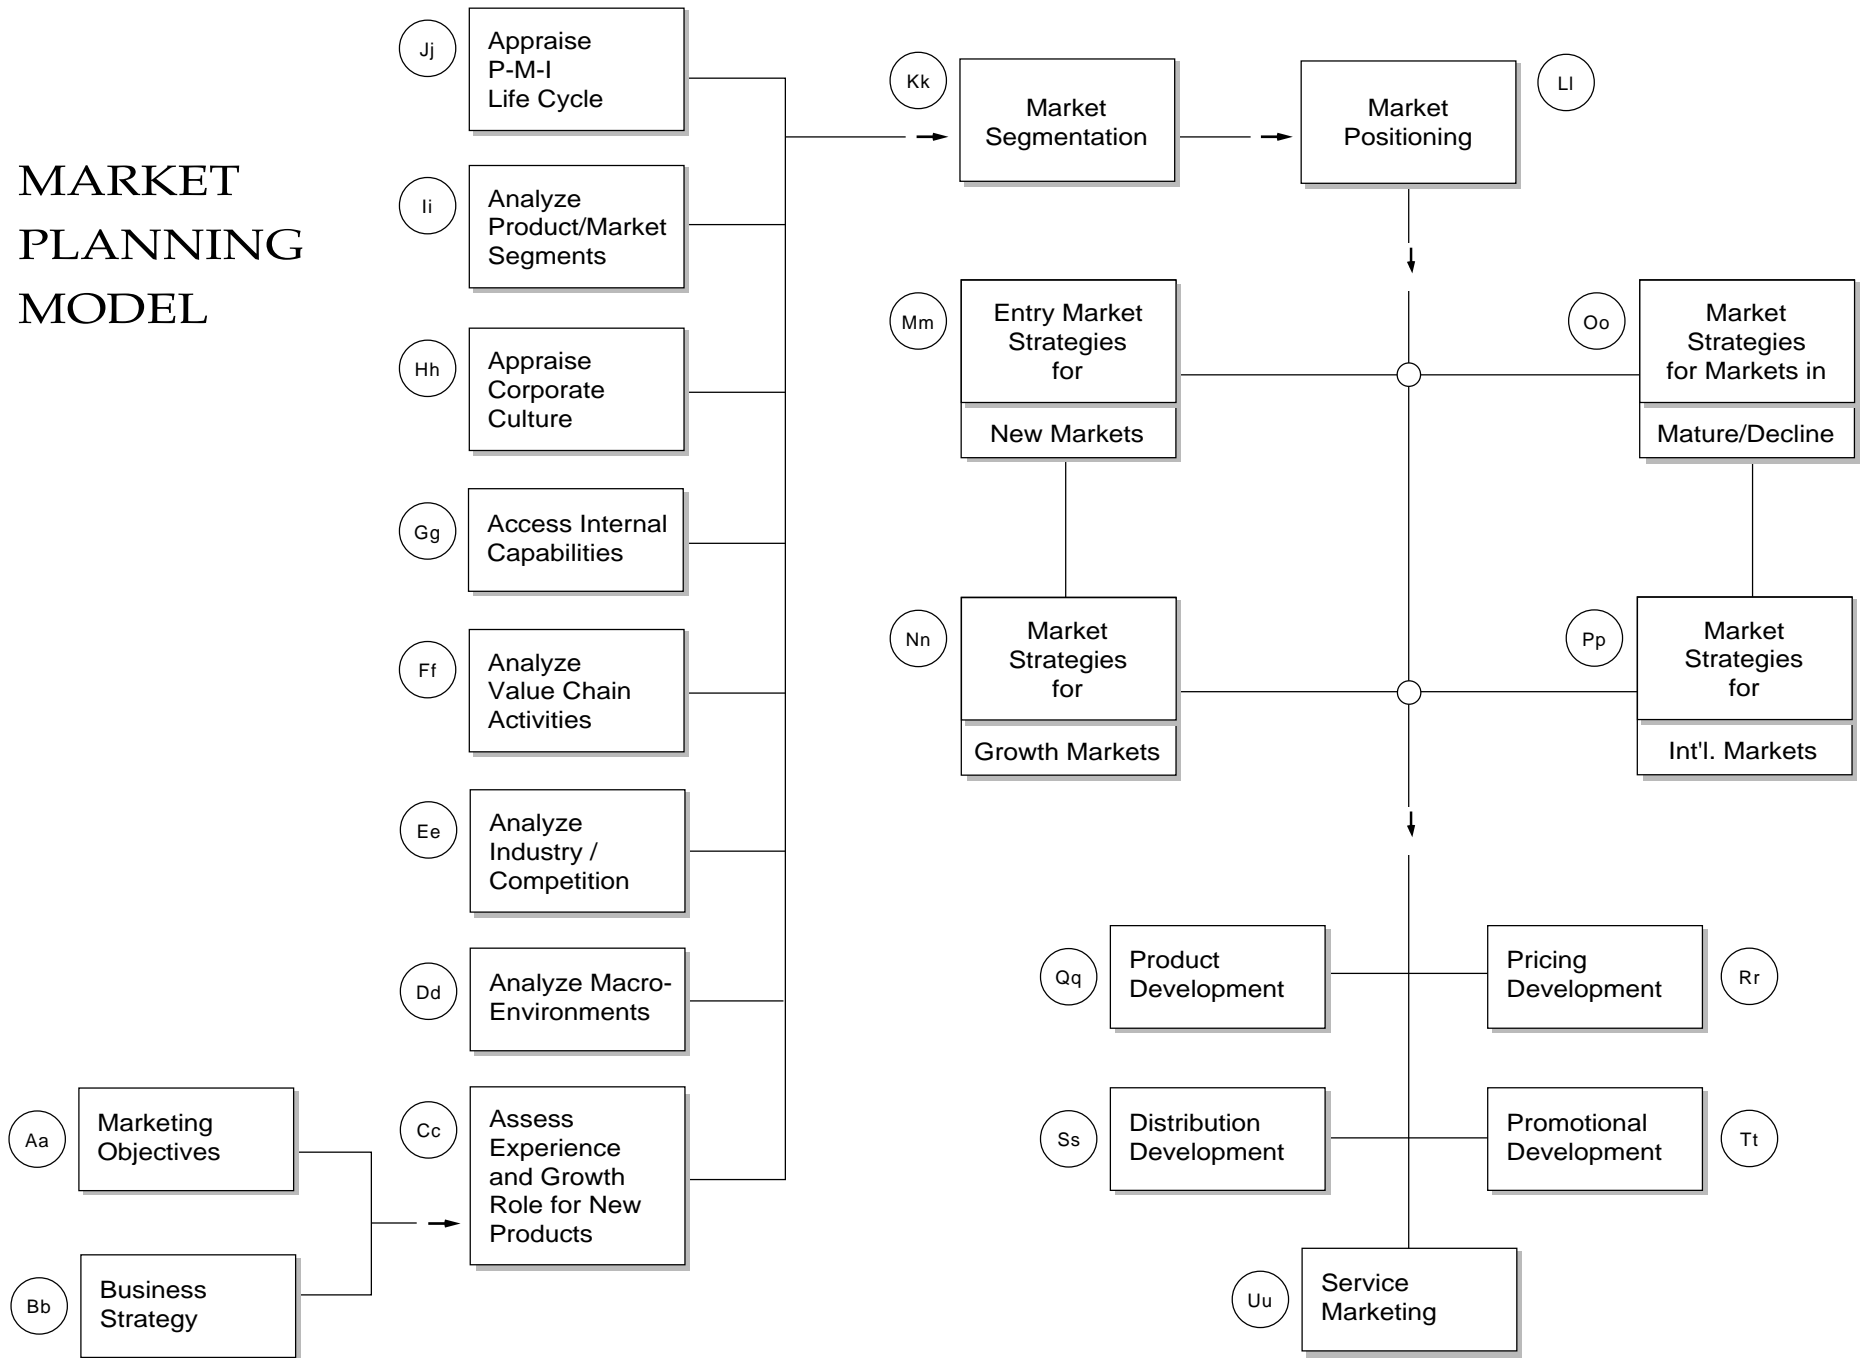 MARKET
PLANNING
MODEL
Jj
Appraise
P-M-I
Life Cycle
Ii
Analyze
Product/Market
Segments
Hh
Appraise
Corporate
Culture
Gg
Access Internal
Capabilities
Ff
Analyze
Value Chain
Activities
Ee
Analyze
Industry /
Competition
Dd
Analyze Macro-
Environments
Cc
Assess
Experience
and Growth
Role for New
Products
Aa
Marketing
Objectives
Bb
Business
Strategy
Kk
Market
Segmentation
Market
Positioning
Ll
Mm
Entry Market
Strategies
for
New Markets
Oo
Market
Strategies
for Markets in
Mature/Decline
Nn
Market
Strategies
for
Growth Markets
Pp
Market
Strategies
for
Int'l. Markets
Qq
Product
Development
Pricing
Development
Rr
Ss
Distribution
Development
Promotional
Development
Tt
Uu
Service
Marketing